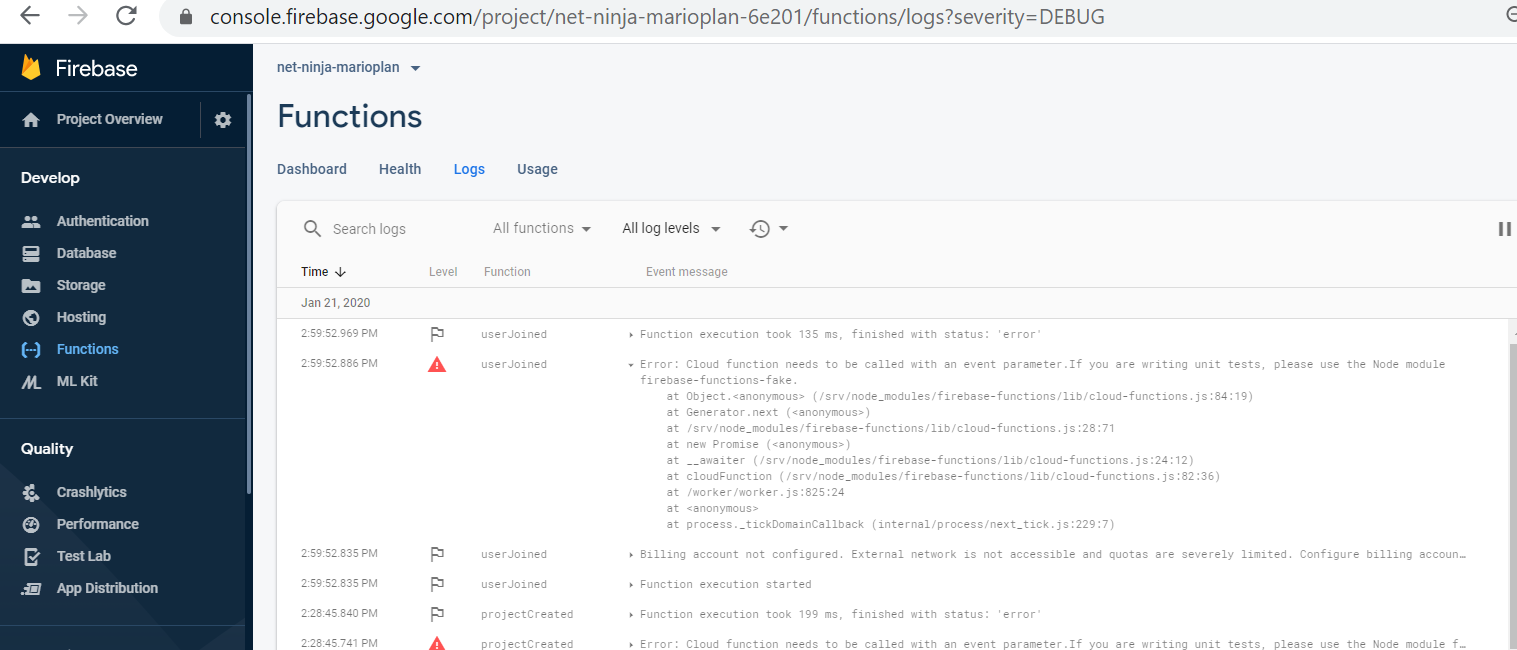 console.firebase.google.com/project/net-ninja-marioplan-6e201/functions/logs?severity=DEBUG
Firebase
Project Overview
Develop
Authentication
Database
Storage
Hosting
Functions
ML Kit
Quality
Crashlytics
Performance
Test Lab
App Distribution
net-ninja-marioplan
Functions
Dashboard Health Logs Usage
Search logs All functions All log levels
Time Level Function Event message
Jan 21, 2020
2:59:52.969 PM userJoined Function execution took 135 ms, finished with status: 'error'
2:59:52.886 PM userJoined Error: Cloud function needs to be called with an event parameter.If you are writing unit tests, please use the Node module
firebase-functions-fake.
at Object.<anonymous> (/srv/node_modules/firebase-functions/lib/cloud-functions.js:84:19)
at Generator.next (<anonymous>)
at /srv/node_modules/firebase-functions/lib/cloud-functions.js:28:71
at new Promise (<anonymous>)
at __awaiter (/srv/node_modules/firebase-functions/lib/cloud-functions.js:24:12)
at cloudFunction (/srv/node_modules/firebase-functions/lib/cloud-functions.js:82:36)
at /worker/worker.js:825:24
at <anonymous>
at process._tickDomainCallback (internal/process/next_tick.js:229:7)
2:59:52.835 PM userJoined Billing account not configured. External network is not accessible and quotas are severely limited. Configure billing accoun…
2:59:52.835 PM userJoined Function execution started
2:28:45.840 PM projectCreated Function execution took 199 ms, finished with status: 'error'
2:28:45.741 PM projectCreated Error: Cloud function needs to be called with an event parameter.If you are writing unit tests, please use the Node module f…